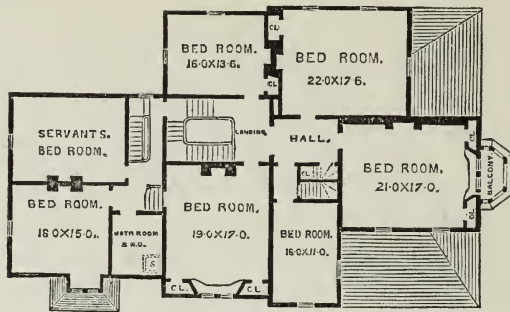 BED ROOM.
16.0X13.6.
CL
CL
BED ROOM.
22.0X17.6.
SERVANTS.
BED ROOM.
LANDING.
HALL.
CL
BED ROOM.
21.0X17.0.
CL
CL
BALCONY.
BED ROOM.
16.0X15.0.
BATH ROOM
& W.C.
S
BED ROOM.
19.0X17.0.
CL.
CL.
BED ROOM.
16.0X11.0.